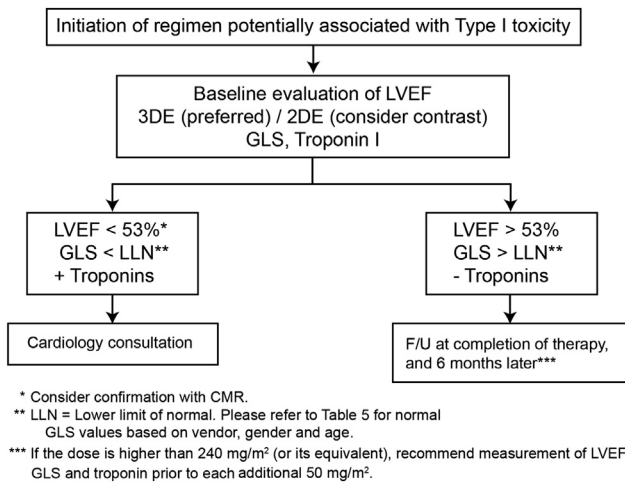 Initiation of regimen potentially associated with Type I toxicity
Baseline evaluation of LVEF
3DE (preferred) / 2DE (consider contrast)
GLS, Troponin I
LVEF < 53%*
GLS < LLN**
+ Troponins
LVEF > 53%
GLS > LLN**
- Troponins
Cardiology consultation
F/U at completion of therapy,
and 6 months later***
* Consider confirmation with CMR.
** LLN = Lower limit of normal. Please refer to Table 5 for normal
GLS values based on vendor, gender and age.
*** If the dose is higher than 240 mg/m² (or its equivalent), recommend measurement of LVEF,
GLS and troponin prior to each additional 50 mg/m².